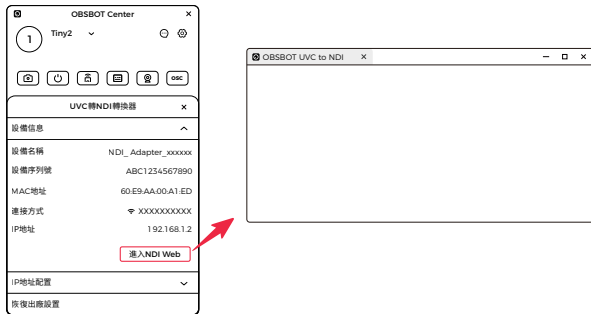 OBSBOT Center
1
Tiny2
OSC
UVC轉NDI轉換器
設備信息
設備名稱 NDI_ Adapter_xxxxxx
設備序列號 ABC1234567890
MAC地址 60:E9:AA:00:A1:ED
連接方式 XXXXXXXXXX
IP地址 192.168.1.2
進入NDI Web
IP地址配置
恢復出廠設置
OBSBOT UVC to NDI